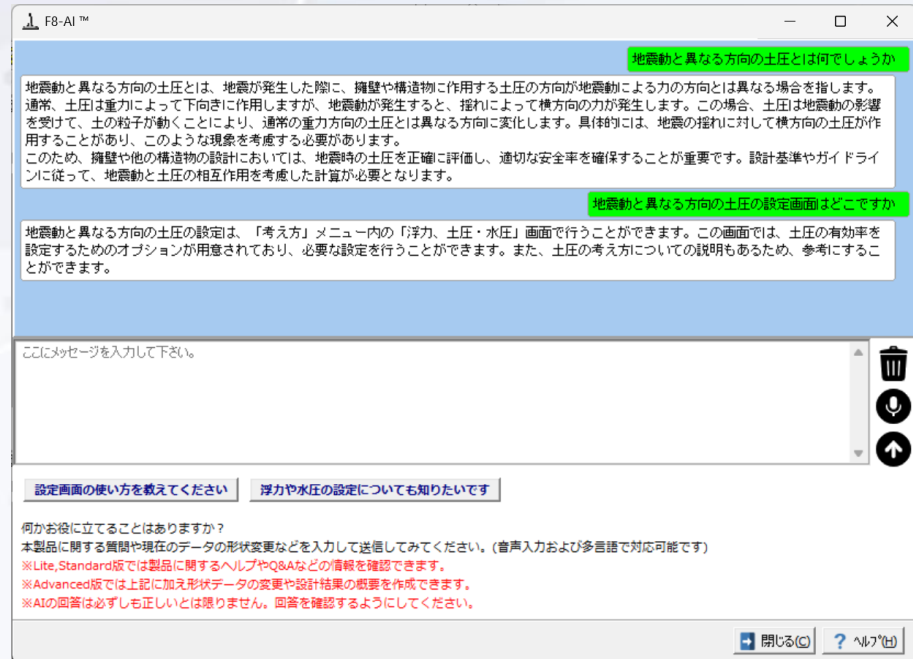 F8-AI ™
地震動と異なる方向の土圧とは何でしょうか
地震動と異なる方向の土圧とは、地震が発生した際に、擁壁や構造物に作用する土圧の方向が地震動による力の方向とは異なる場合を指します。
通常、土圧は重力によって下向きに作用しますが、地震動が発生すると、揺れによって横方向の力が発生します。この場合、土圧は地震動の影響
を受けて、土の粒子が動くことにより、通常の重力方向の土圧とは異なる方向に変化します。具体的には、地震の揺れに対して横方向の土圧が作
用することがあり、このような現象を考慮する必要があります。
このため、擁壁や他の構造物の設計においては、地震時の土圧を正確に評価し、適切な安全率を確保することが重要です。設計基準やガイドライ
ンに従って、地震動と土圧の相互作用を考慮した計算が必要となります。
地震動と異なる方向の土圧の設定画面はどこですか
地震動と異なる方向の土圧の設定は、「考え方」メニュー内の「浮力、土圧・水圧」画面で行うことができます。この画面では、土圧の有効率を
設定するためのオプションが用意されており、必要な設定を行うことができます。また、土圧の考え方についての説明もあるため、参考にするこ
とができます。
ここにメッセージを入力して下さい。
設定画面の使い方を教えてください
浮力や水圧の設定についても知りたいです
何かお役に立てることはありますか？
本製品に関する質問や現在のデータの形状変更などを入力して送信してみてください。(音声入力および多言語で対応可能です)
※Lite,Standard版では製品に関するヘルプやQ&Aなどの情報を確認できます。
※Advanced版では上記に加え形状データの変更や設計結果の概要を作成できます。
※AIの回答は必ずしも正しいとは限りません。回答を確認するようにしてください。
閉じる(C)
? ヘルプ(H)